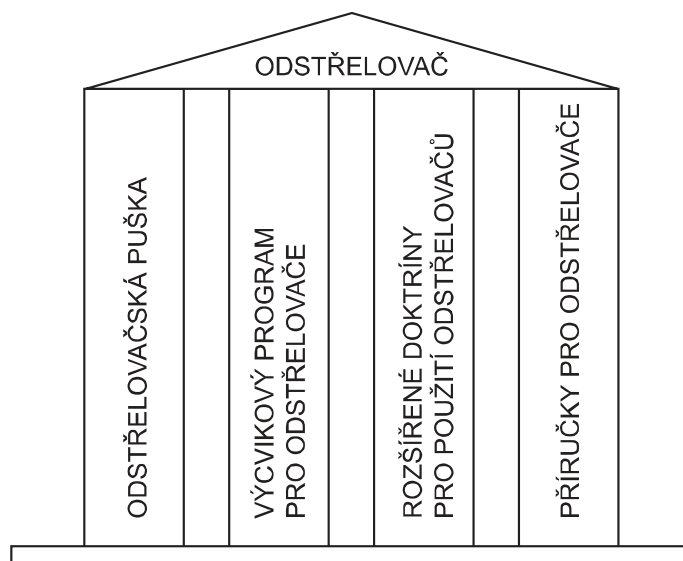 ODSTŘELOVAČ
ODSTŘELOVAČSKÁ PUŠKA
VÝCVIKOVÝ PROGRAM
PRO ODSTŘELOVAČE
ROZŠÍŘENÉ DOKTRÍNY
PRO POUŽITÍ ODSTŘELOVAČŮ
PŘÍRUČKY PRO ODSTŘELOVAČE